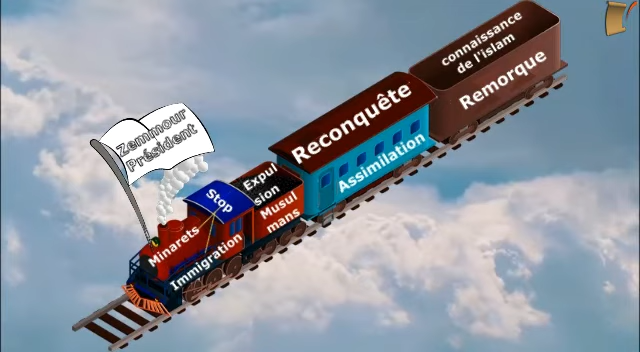 Zemmour
Président
Minarets
Stop
Immigration
Expul
sion
Musul
mans
Reconquête
Assimilation
connaissance
de l'islam
Remorque